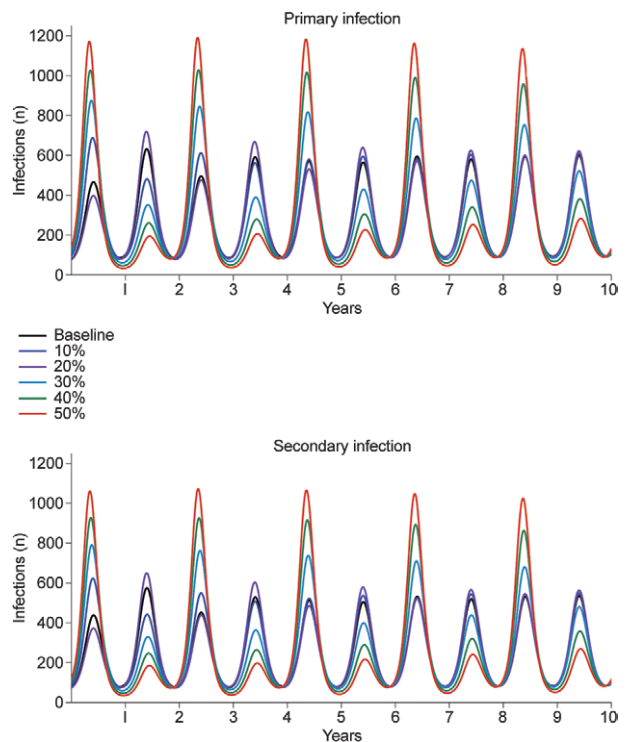 Primary infection
1200
1000
800
600
400
200
0
Infections (n)
1 2 3 4 5 6 7 8 9 10
Years
Baseline
10%
20%
30%
40%
50%
Secondary infection
1200
1000
800
600
400
200
0
Infections (n)
1 2 3 4 5 6 7 8 9 10
Years